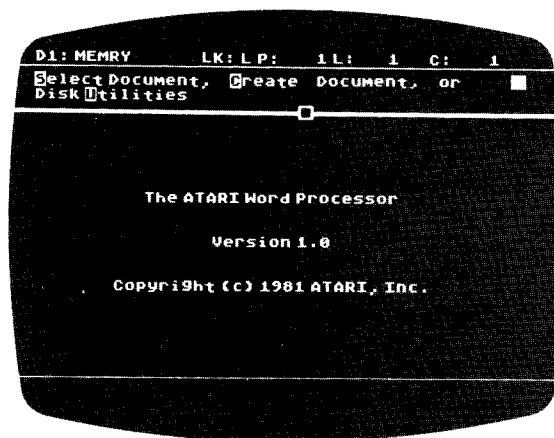 D1: MEMRY LK: L P: 1 L: 1 C: 1
Select Document, Create Document, or
Disk Utilities
The ATARI Word Processor
Version 1.0
Copyright (c) 1981 ATARI, Inc.